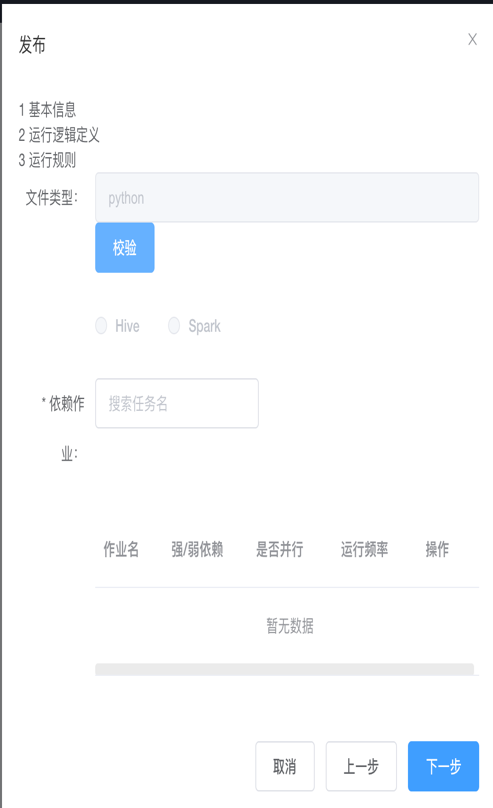 发布
X
1 基本信息
2 运行逻辑定义
3 运行规则
文件类型: python
校验
Hive Spark
* 依赖作业: 搜索任务名
作业名 强/弱依赖 是否并行 运行频率 操作
暂无数据
取消 上一步 下一步